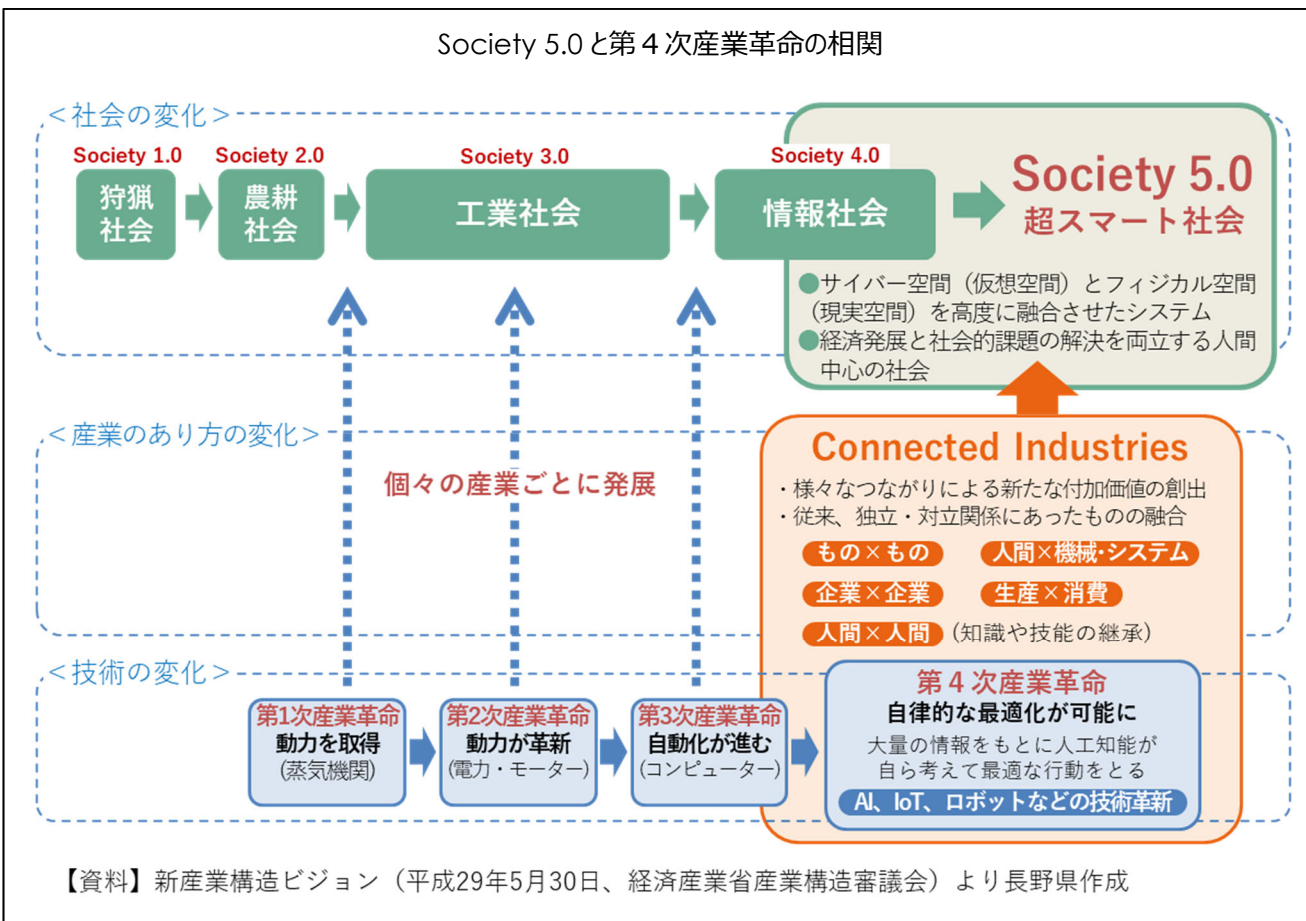 Society 5.0と第４次産業革命の相関
＜社会の変化＞
Society 1.0
狩猟
社会
Society 2.0
農耕
社会
Society 3.0
工業社会
Society 4.0
情報社会
Society 5.0
超スマート社会
●サイバー空間（仮想空間）とフィジカル空間
（現実空間）を高度に融合させたシステム
●経済発展と社会的課題の解決を両立する人間
中心の社会
＜産業のあり方の変化＞
個々の産業ごとに発展
Connected Industries
・様々なつながりによる新たな付加価値の創出
・従来、独立・対立関係にあったものの融合
もの×もの
人間×機械・システム
企業×企業
生産×消費
人間×人間 (知識や技能の継承)
＜技術の変化＞
第1次産業革命
動力を取得
(蒸気機関)
第2次産業革命
動力が革新
(電力・モーター)
第3次産業革命
自動化が進む
(コンピューター)
第４次産業革命
自律的な最適化が可能に
大量の情報をもとに人工知能が
自ら考えて最適な行動をとる
AI、IoT、ロボットなどの技術革新
【資料】新産業構造ビジョン（平成29年5月30日、経済産業省産業構造審議会）より長野県作成